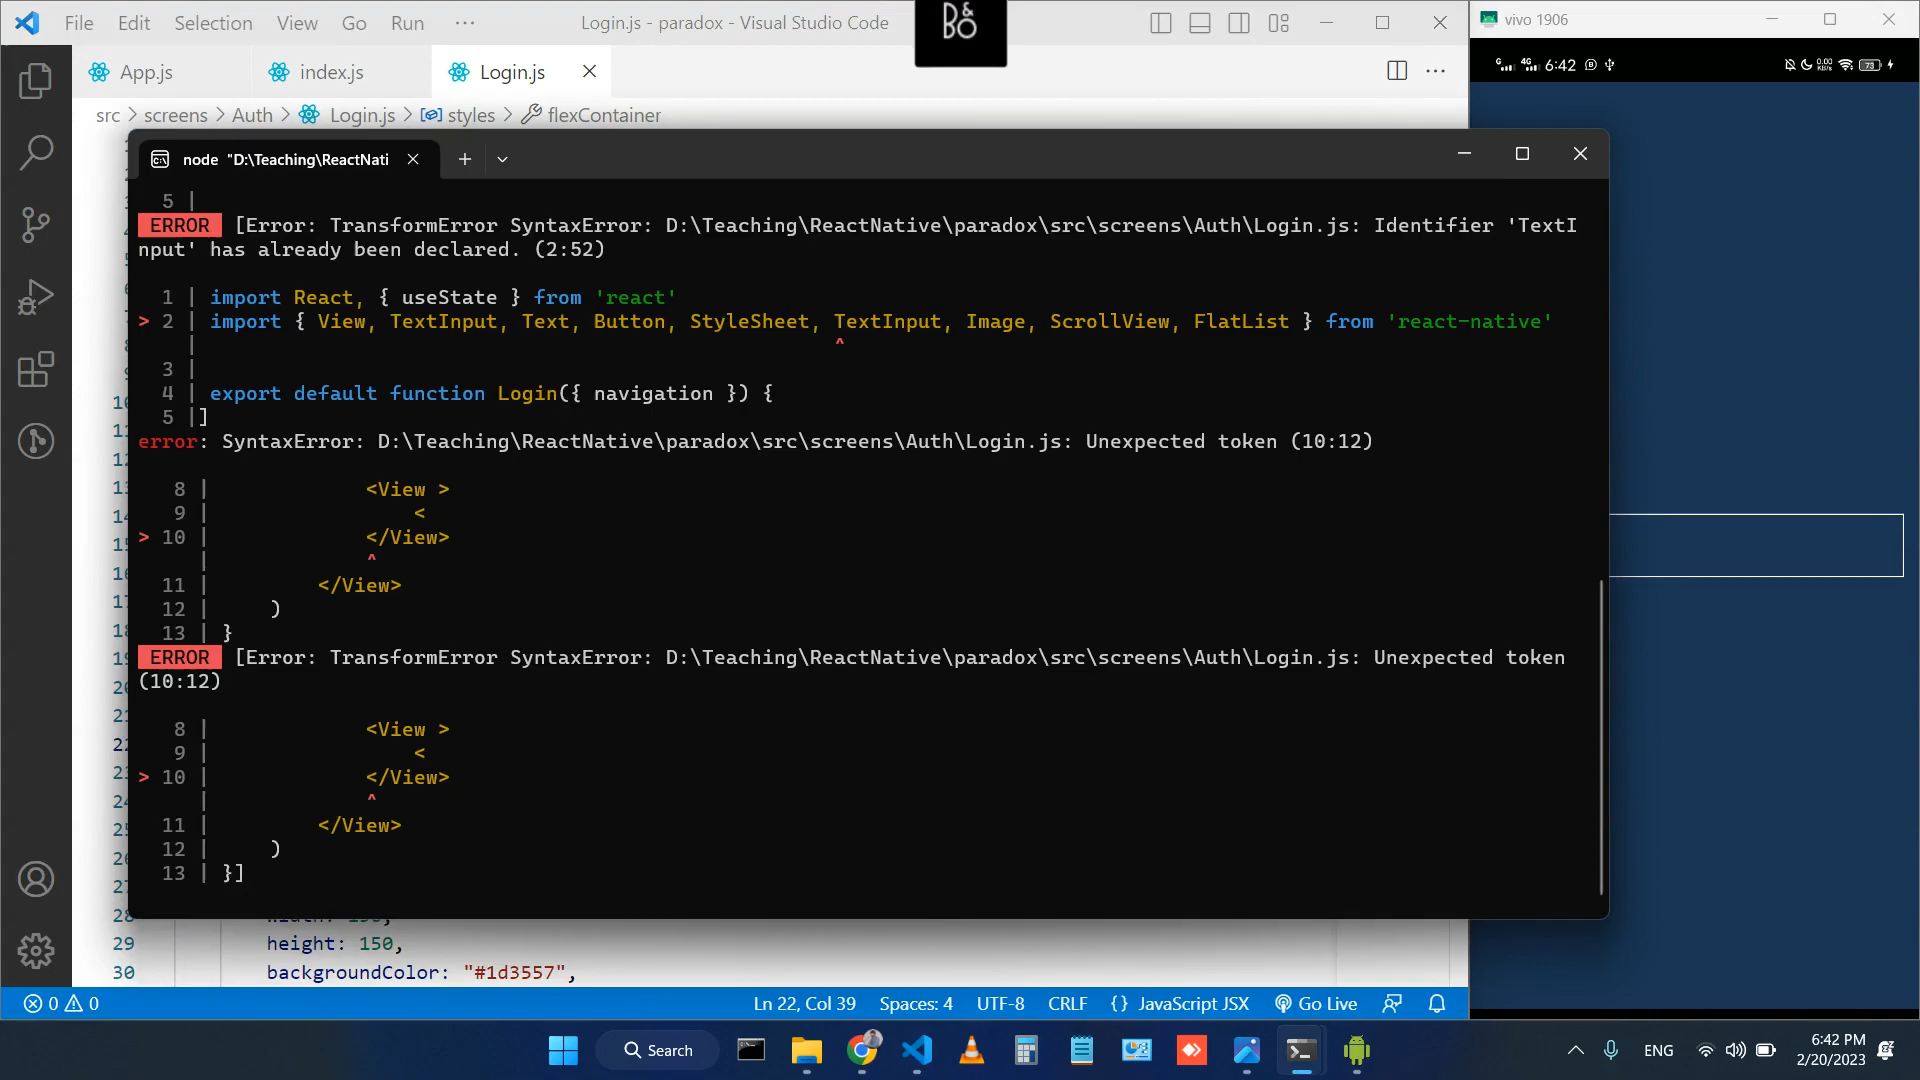 File Edit Selection View Go Run ··· Login.js - paradox - Visual Studio Code
B&O
vivo 1906
App.js index.js Login.js
6:42 0.00 KB/s 73
src > screens > Auth > Login.js > styles > flexContainer
node "D:\Teaching\ReactNati
5 |
ERROR [Error: TransformError SyntaxError: D:\Teaching\ReactNative\paradox\src\screens\Auth\Login.js: Identifier 'TextI
nput' has already been declared. (2:52)
1 | import React, { useState } from 'react'
> 2 | import { View, TextInput, Text, Button, StyleSheet, TextInput, Image, ScrollView, FlatList } from 'react-native'
| ^
3 |
4 | export default function Login({ navigation }) {
5 |]
error: SyntaxError: D:\Teaching\ReactNative\paradox\src\screens\Auth\Login.js: Unexpected token (10:12)
8 | <View >
9 | <
> 10 | </View>
| ^
11 | </View>
12 | )
13 | }
ERROR [Error: TransformError SyntaxError: D:\Teaching\ReactNative\paradox\src\screens\Auth\Login.js: Unexpected token
(10:12)
8 | <View >
9 | <
> 10 | </View>
| ^
11 | </View>
12 | )
13 | }]
28
29 height: 150,
30 backgroundColor: "#1d3557",
0 0 Ln 22, Col 39 Spaces: 4 UTF-8 CRLF {} JavaScript JSX Go Live
Search ENG 6:42 PM
2/20/2023